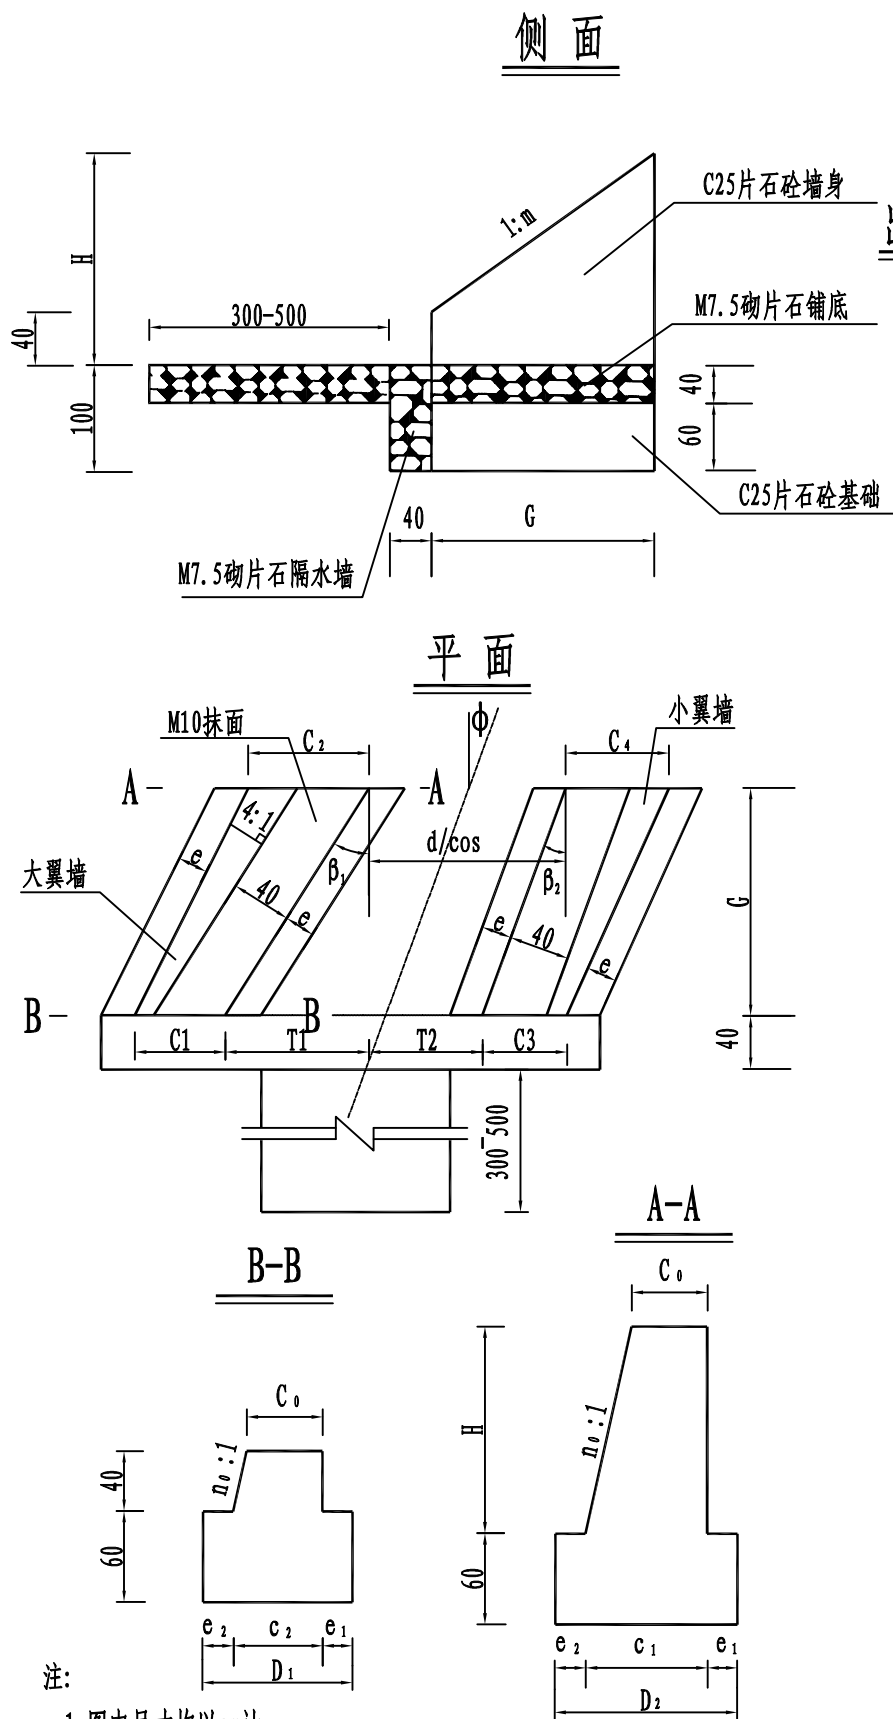 侧 面
C25片石砼墙身
1:m
H
M7.5砌片石铺底
300-500
40
40
100
60
C25片石砼基础
40
G
M7.5砌片石隔水墙
平 面
ϕ
小翼墙
M10抹面
C₂
C₄
A
A
4:1
d/cos
e
β₁
β₂
大翼墙
40
e
e
40
e
G
B
B
C1
T1
T2
C3
40
300-500
A-A
B-B
C₀
C₀
H
n₀:1
n₀:1
40
60
60
e₂
c₂
e₁
D₁
e₂
c₁
e₁
D₂
注: